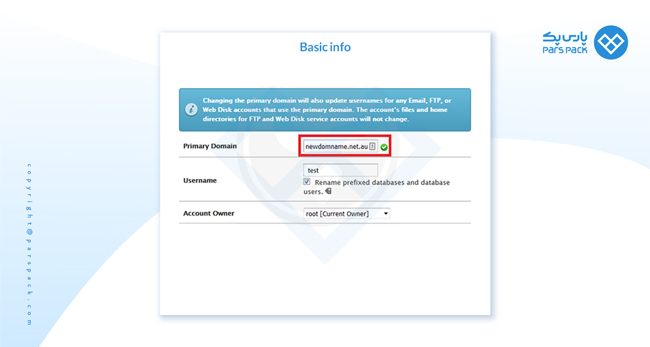 Basic info
پارس پک
PARS PACK
Changing the primary domain will also update usernames for any Email, FTP, or
Web Disk accounts that use the primary domain. The account's files and home
directories for FTP and Web Disk service accounts will not change.
Primary Domain
newdomname.net.au
Username
test
Rename prefixed databases and database
users.
Account Owner
root [Current Owner]
copyright@parspack.com